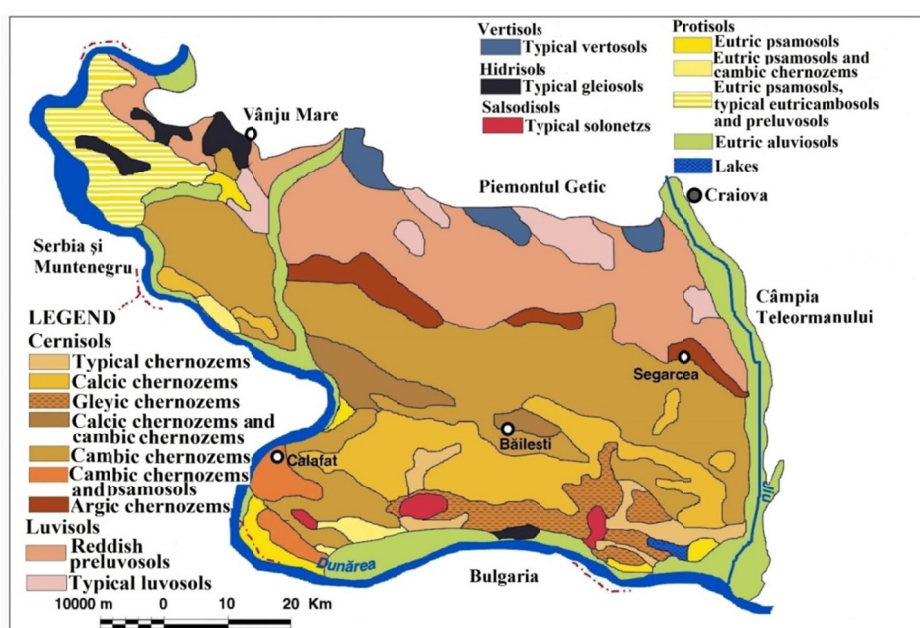 Vertisols
Typical vertosols
Hidrisols
Typical gleiosols
Salsodisols
Typical solonetzs
Protisols
Eutric psamosols
Eutric psamosols and
cambic chernozems
Eutric psamosols,
typical eutricambosols
and preluvosols
Eutric aluviosols
Lakes
Vânju Mare
Piemontul Getic
Craiova
Serbia și
Muntenegru
Câmpia
Teleormanului
Segarcea
Băilești
Calafat
Jiu
Dunărea
Bulgaria
LEGEND
Cernisols
Typical chernozems
Calcic chernozems
Gleyic chernozems
Calcic chernozems and
cambic chernozems
Cambic chernozems
Cambic chernozems
and psamosols
Argic chernozems
Luvisols
Reddish
preluvosols
Typical luvosols
10000 m 0 10 20 Km